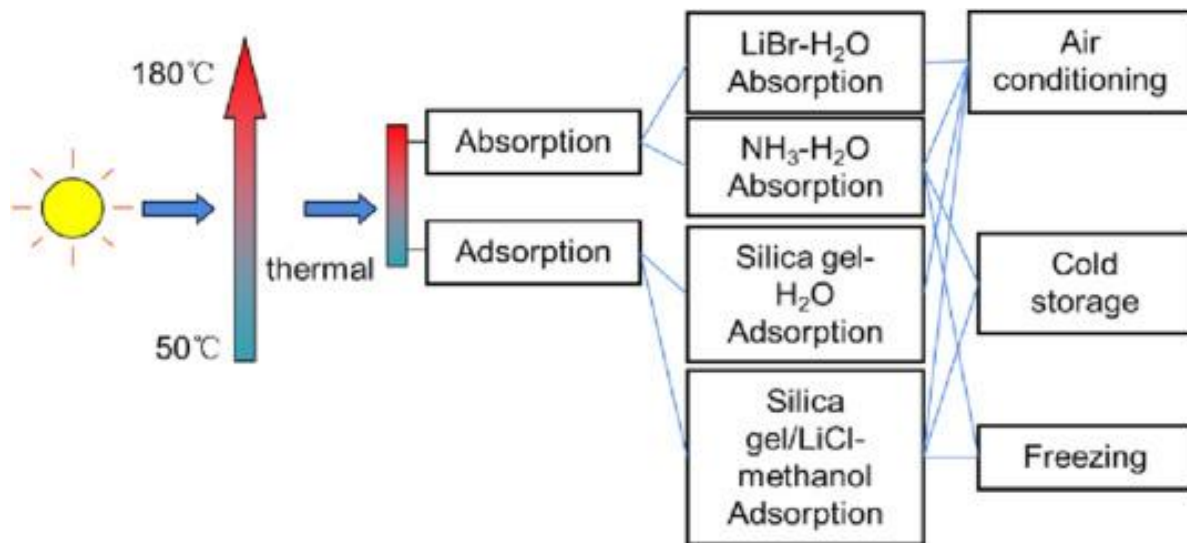 180℃
50℃
thermal
Absorption
Adsorption
LiBr-H₂O
Absorption
NH₃-H₂O
Absorption
Silica gel-
H₂O
Adsorption
Silica
gel/LiCl-
methanol
Adsorption
Air
conditioning
Cold
storage
Freezing